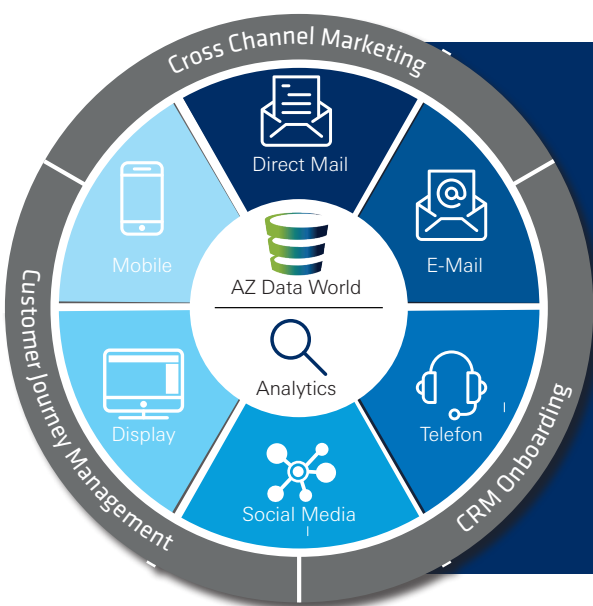 Cross Channel Marketing
Direct Mail
Mobile
E-Mail
AZ Data World
Analytics
Display
Telefon
Social Media
Customer Journey Management
CRM Onboarding